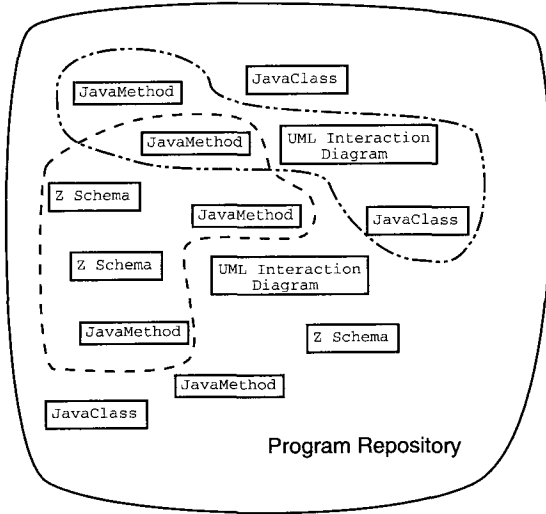 JavaClass
JavaMethod
JavaMethod
UML Interaction
Diagram
Z Schema
JavaMethod
JavaClass
Z Schema
UML Interaction
Diagram
JavaMethod
Z Schema
JavaMethod
JavaClass
Program Repository